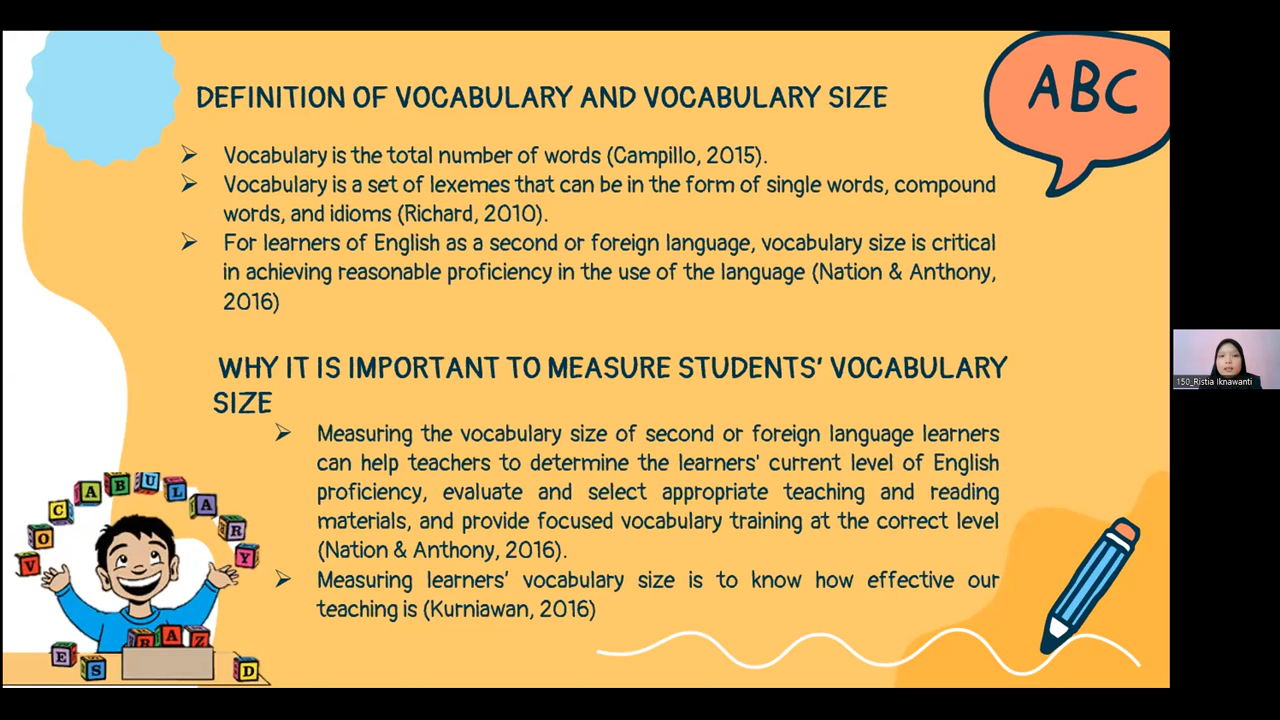 DEFINITION OF VOCABULARY AND VOCABULARY SIZE
ABC
Vocabulary is the total number of words (Campillo, 2015).
Vocabulary is a set of lexemes that can be in the form of single words, compound
words, and idioms (Richard, 2010).
For learners of English as a second or foreign language, vocabulary size is critical
in achieving reasonable proficiency in the use of the language (Nation & Anthony,
2016)
WHY IT IS IMPORTANT TO MEASURE STUDENTS' VOCABULARY
SIZE
Measuring the vocabulary size of second or foreign language learners
can help teachers to determine the learners' current level of English
proficiency, evaluate and select appropriate teaching and reading
materials, and provide focused vocabulary training at the correct level
(Nation & Anthony, 2016).
Measuring learners' vocabulary size is to know how effective our
teaching is (Kurniawan, 2016)
VOCABULARY
B A Z
E S D
150_Ristia Iknawanti